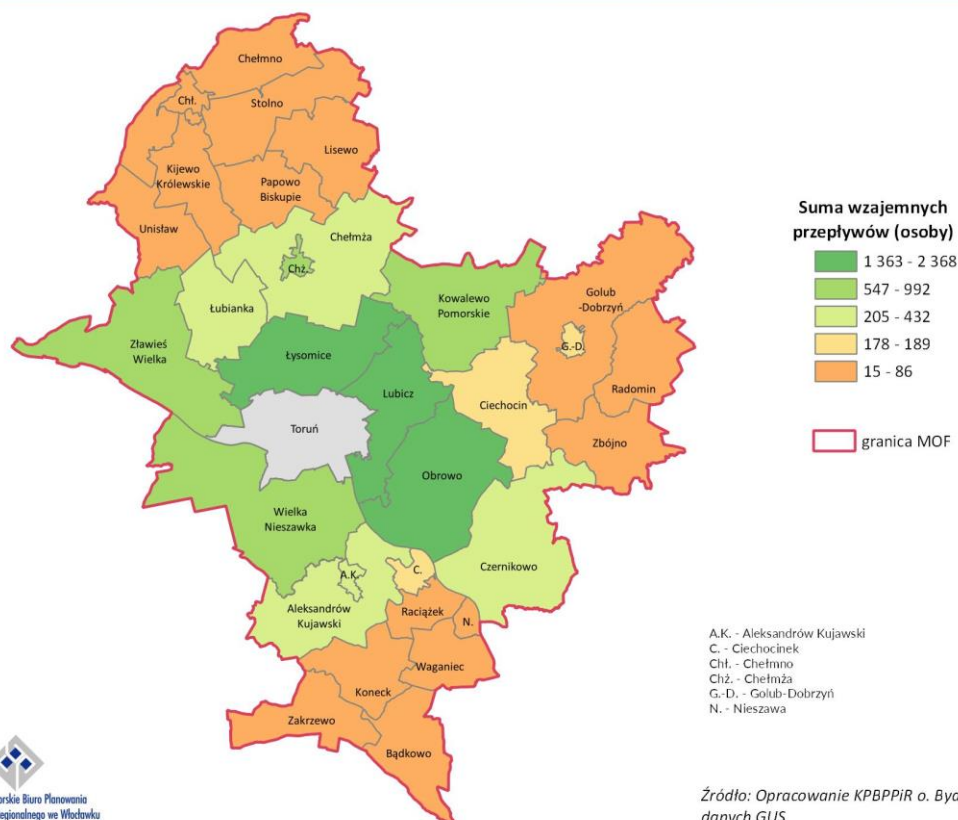 Chełmno
Chł.
Stolno
Lisewo
Kijewo
Królewskie
Papowo
Biskupie
Unisław
Chełmża
Chż.
Łubianka
Kowalewo
Pomorskie
Golub
-Dobrzyń
G.-D.
Radomin
Zławieś
Wielka
Łysomice
Lubicz
Ciechocin
Zbójno
Toruń
Obrowo
Wielka
Nieszawka
Czernikowo
A.K.
C.
Aleksandrów
Kujawski
Raciążek
N.
Waganiec
Koneck
Zakrzewo
Bądkowo
Suma wzajemnych
przepływów (osoby)
1 363 - 2 368
547 - 992
205 - 432
178 - 189
15 - 86
granica MOF
A.K. - Aleksandrów Kujawski
C. - Ciechocinek
Chł. - Chełmno
Chż. - Chełmża
G.-D. - Golub-Dobrzyń
N. - Nieszawa
orskie Biuro Planowania
egionalnego we Włocławku
Źródło: Opracowanie KPBPPiR o. Byd
danych GUS